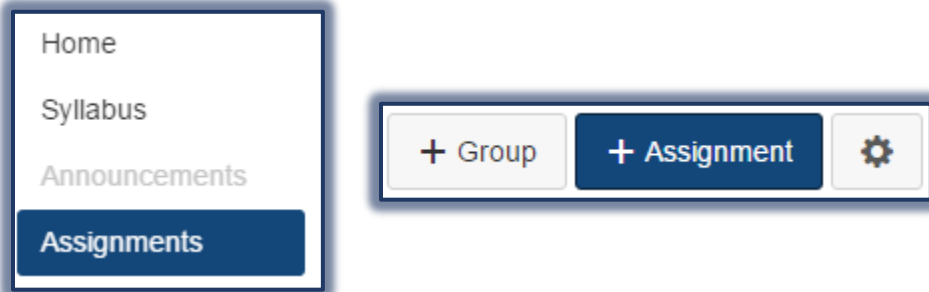 Home
Syllabus
Announcements
Assignments
+ Group
+ Assignment